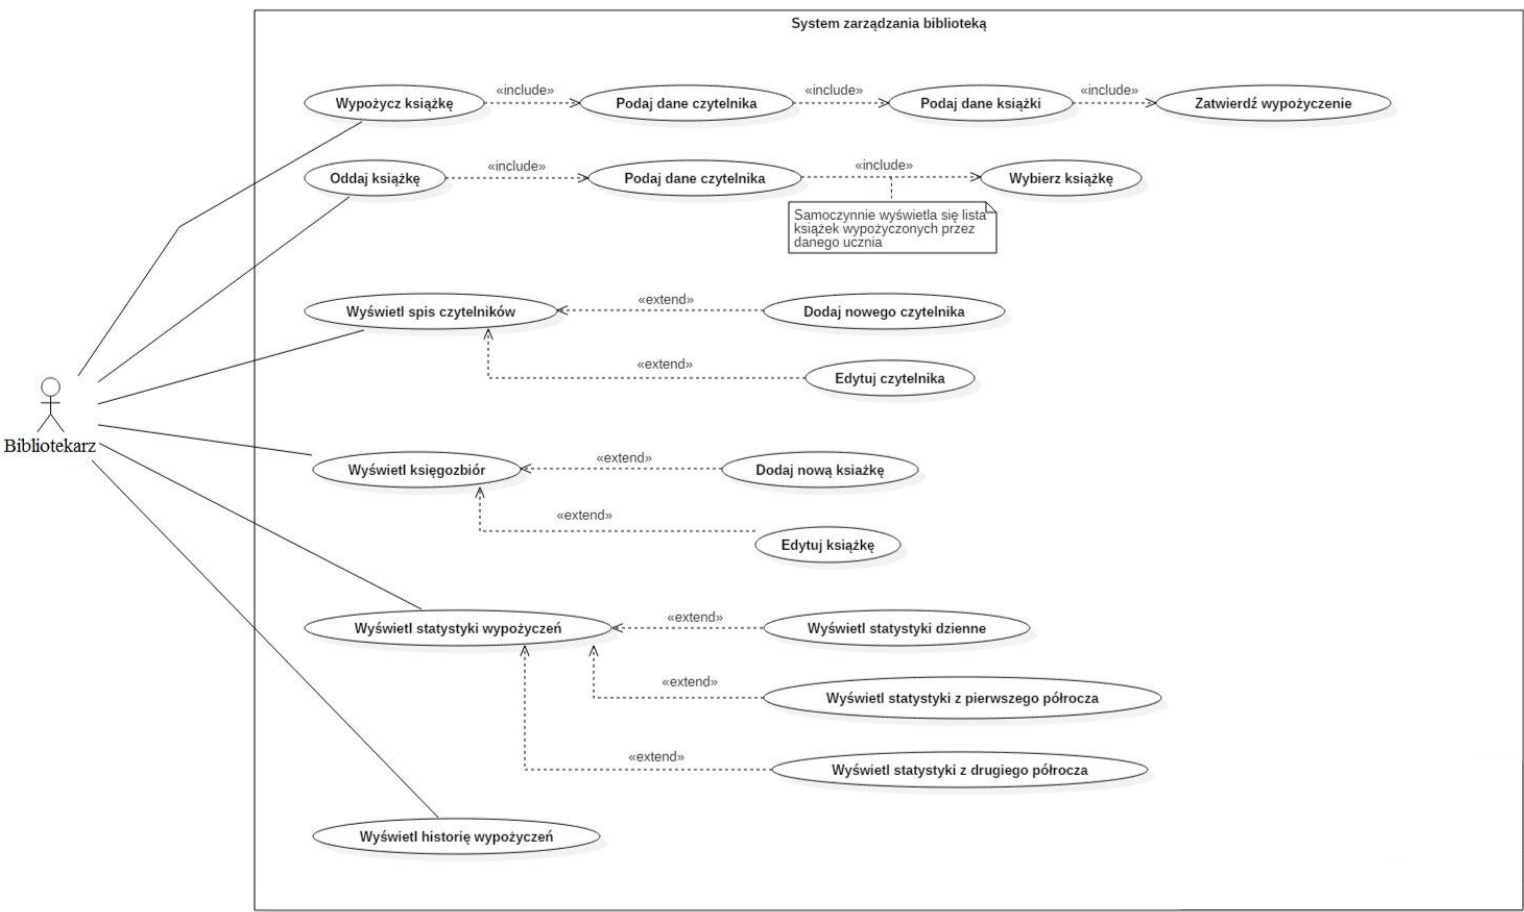 System zarządzania biblioteką
«include»
«include»
«include»
Wypożycz książkę
Podaj dane czytelnika
Podaj dane książki
Zatwierdź wypożyczenie
«include»
«include»
Oddaj książkę
Podaj dane czytelnika
Wybierz książkę
Samoczynnie wyświetla się lista
książek wypożyczonych przez
danego ucznia
«extend»
Wyświetl spis czytelników
Dodaj nowego czytelnika
«extend»
Edytuj czytelnika
Bibliotekarz
«extend»
Wyświetl księgozbiór
Dodaj nową ksiażkę
«extend»
Edytuj książkę
«extend»
Wyświetl statystyki wypożyczeń
Wyświetl statystyki dzienne
«extend»
Wyświetl statystyki z pierwszego półrocza
«extend»
Wyświetl statystyki z drugiego półrocza
Wyświetl historię wypożyczeń